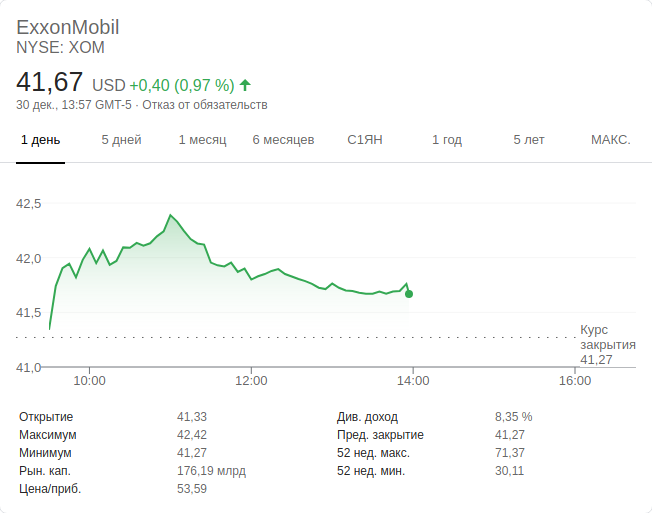 ExxonMobil
NYSE: XOM
41,67 USD +0,40 (0,97 %)
30 дек., 13:57 GMT-5 · Отказ от обязательств
1 день 5 дней 1 месяц 6 месяцев С1ЯН 1 год 5 лет МАКС.
42,5
42,0
41,5
41,0
Курс
закрытия
41,27
10:00 12:00 14:00 16:00
Открытие 41,33 Див. доход 8,35 %
Максимум 42,42 Пред. закрытие 41,27
Минимум 41,27 52 нед. макс. 71,37
Рын. кап. 176,19 млрд 52 нед. мин. 30,11
Цена/приб. 53,59